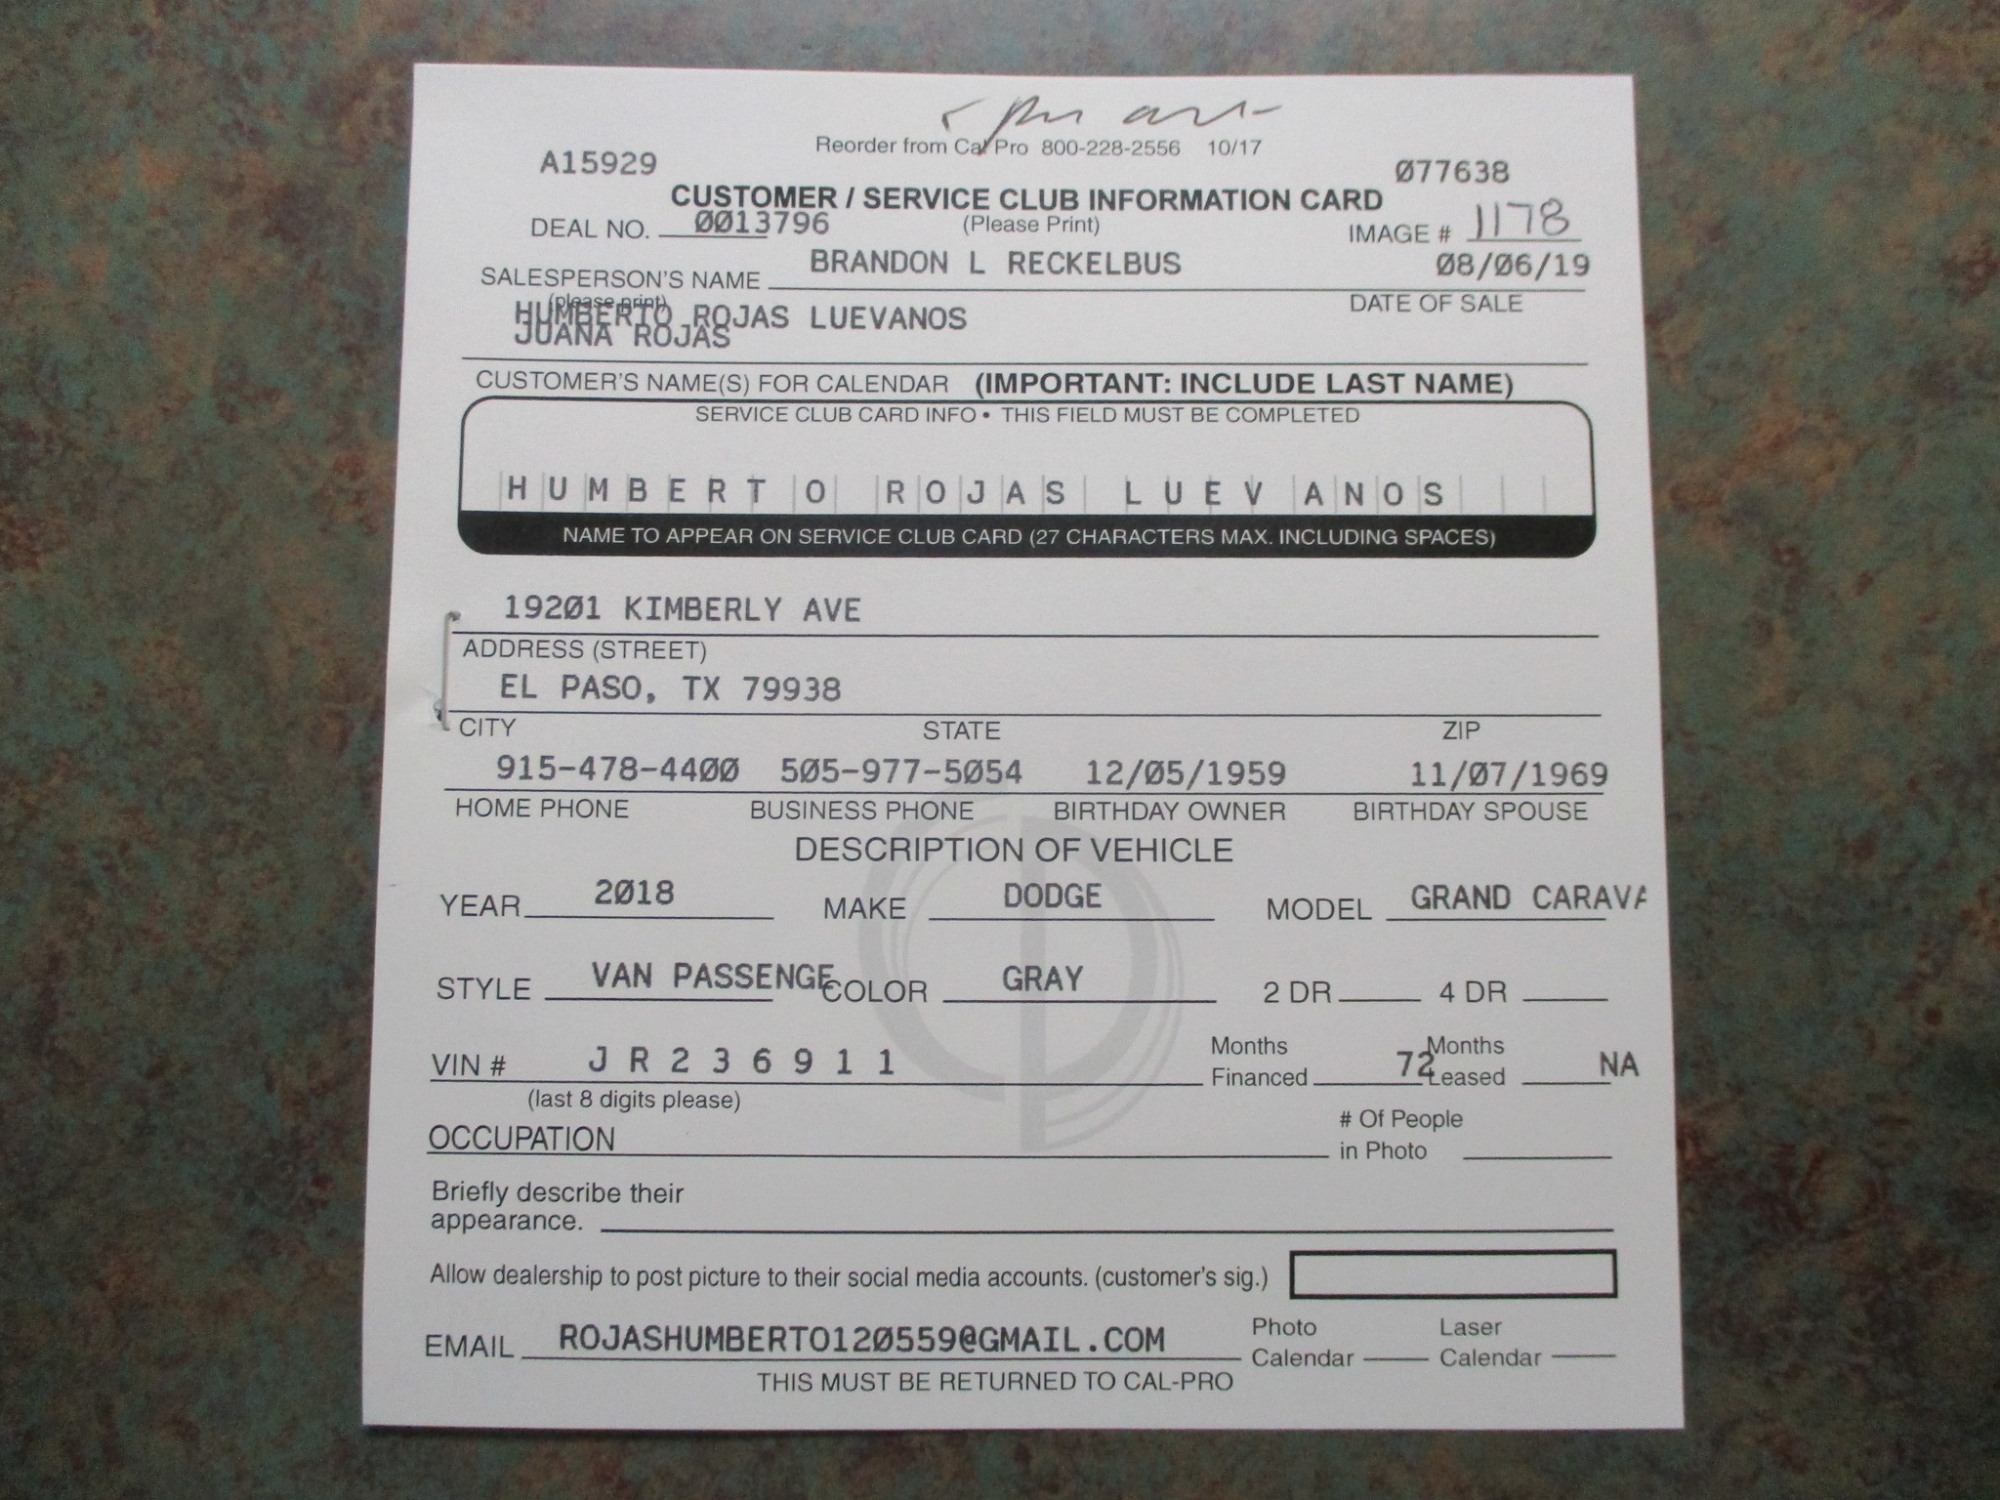 Reorder from Cal Pro 800-228-2556 10/17
A15929 Ø77638
CUSTOMER / SERVICE CLUB INFORMATION CARD
DEAL NO. ØØ13796 (Please Print) IMAGE # 1178
SALESPERSON'S NAME BRANDON L RECKELBUS Ø8/Ø6/19
(please print) DATE OF SALE
HUMBERTO ROJAS LUEVANOS
JUANA ROJAS
CUSTOMER'S NAME(S) FOR CALENDAR (IMPORTANT: INCLUDE LAST NAME)
SERVICE CLUB CARD INFO • THIS FIELD MUST BE COMPLETED
HUMBERTO ROJAS LUEVANOS
NAME TO APPEAR ON SERVICE CLUB CARD (27 CHARACTERS MAX. INCLUDING SPACES)
192Ø1 KIMBERLY AVE
ADDRESS (STREET)
EL PASO, TX 79938
CITY STATE ZIP
915-478-44ØØ 5Ø5-977-5Ø54 12/Ø5/1959 11/Ø7/1969
HOME PHONE BUSINESS PHONE BIRTHDAY OWNER BIRTHDAY SPOUSE
DESCRIPTION OF VEHICLE
YEAR 2Ø18 MAKE DODGE MODEL GRAND CARAVA
STYLE VAN PASSENGE COLOR GRAY 2 DR 4 DR
VIN # J R 2 3 6 9 1 1 Months Financed 72 Months Leased NA
(last 8 digits please)
OCCUPATION # Of People in Photo
Briefly describe their
appearance.
Allow dealership to post picture to their social media accounts. (customer's sig.)
EMAIL ROJASHUMBERTO12Ø559@GMAIL.COM Photo Calendar Laser Calendar
THIS MUST BE RETURNED TO CAL-PRO